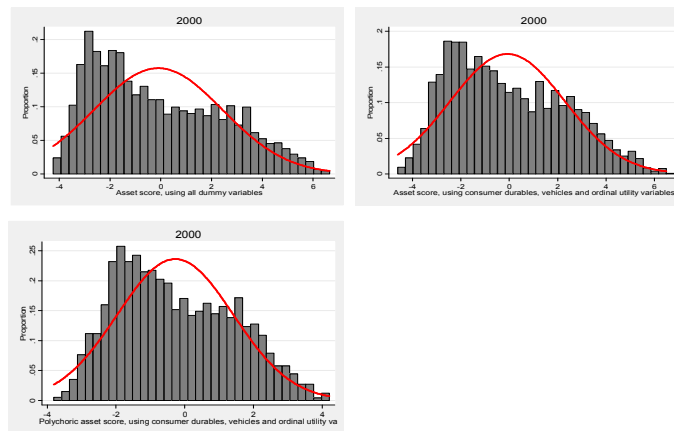 2000
Proportion
0 .05 .1 .15 .2
-4 -2 0 2 4 6
Asset score, using all dummy variables
2000
Proportion
0 .05 .1 .15 .2
-4 -2 0 2 4 6
Asset score, using consumer durables, vehicles and ordinal utility variables
2000
Proportion
0 .05 .1 .15 .2 .25
-4 -2 0 2 4
Polychoric asset score, using consumer durables, vehicles and ordinal utility va